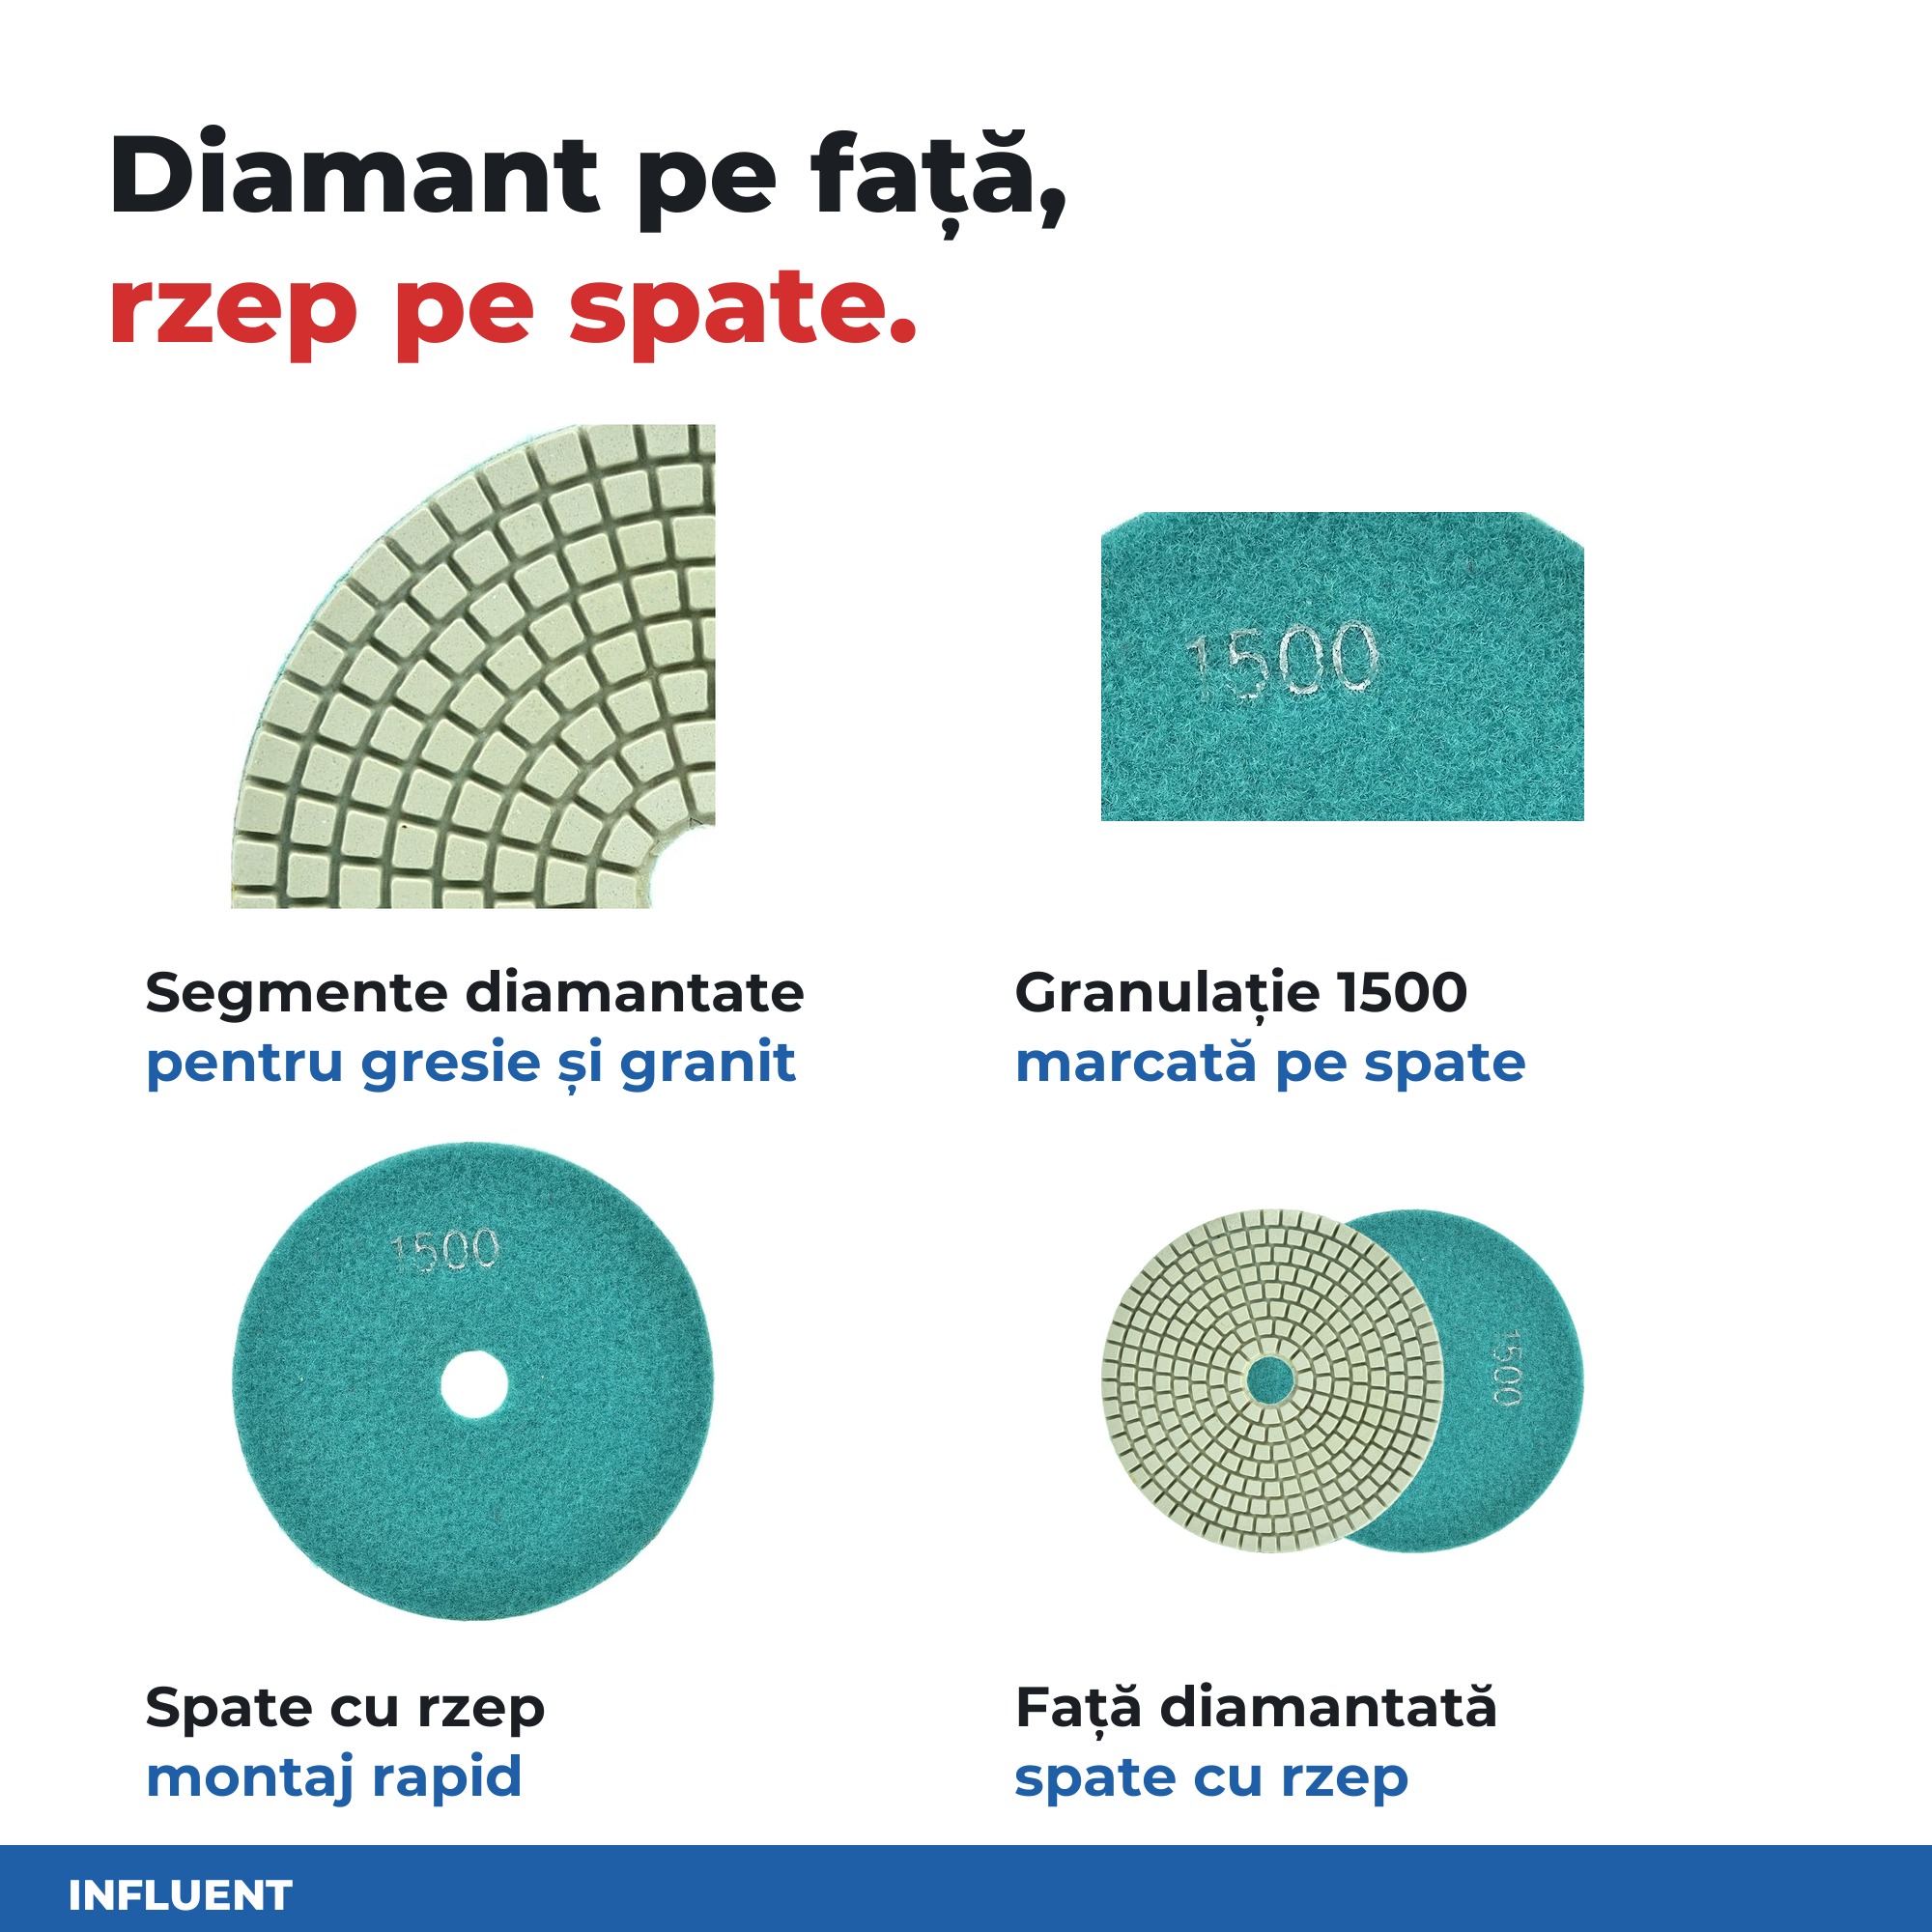 Diamant pe față,
rzep pe spate.
1500
Segmente diamantate
pentru gresie și granit
Granulație 1500
marcată pe spate
1500
1500
Spate cu rzep
montaj rapid
Față diamantată
spate cu rzep
INFLUENT